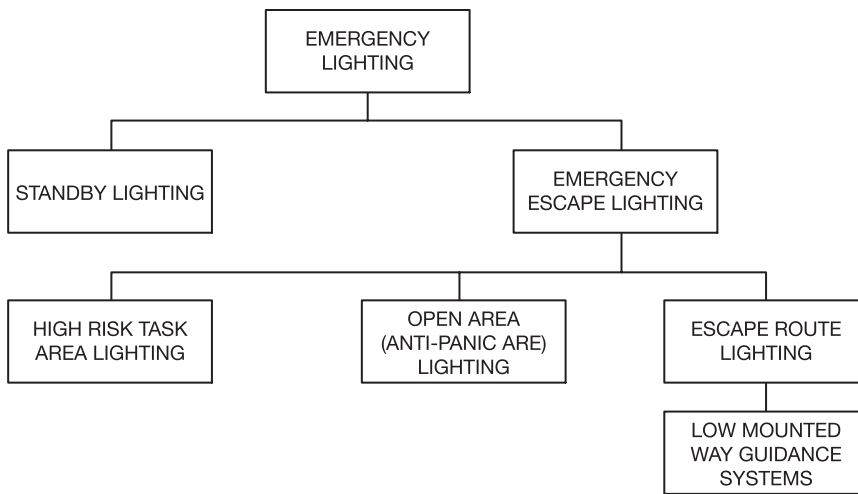 EMERGENCY
LIGHTING
STANDBY LIGHTING
EMERGENCY
ESCAPE LIGHTING
HIGH RISK TASK
AREA LIGHTING
OPEN AREA
(ANTI-PANIC ARE)
LIGHTING
ESCAPE ROUTE
LIGHTING
LOW MOUNTED
WAY GUIDANCE
SYSTEMS